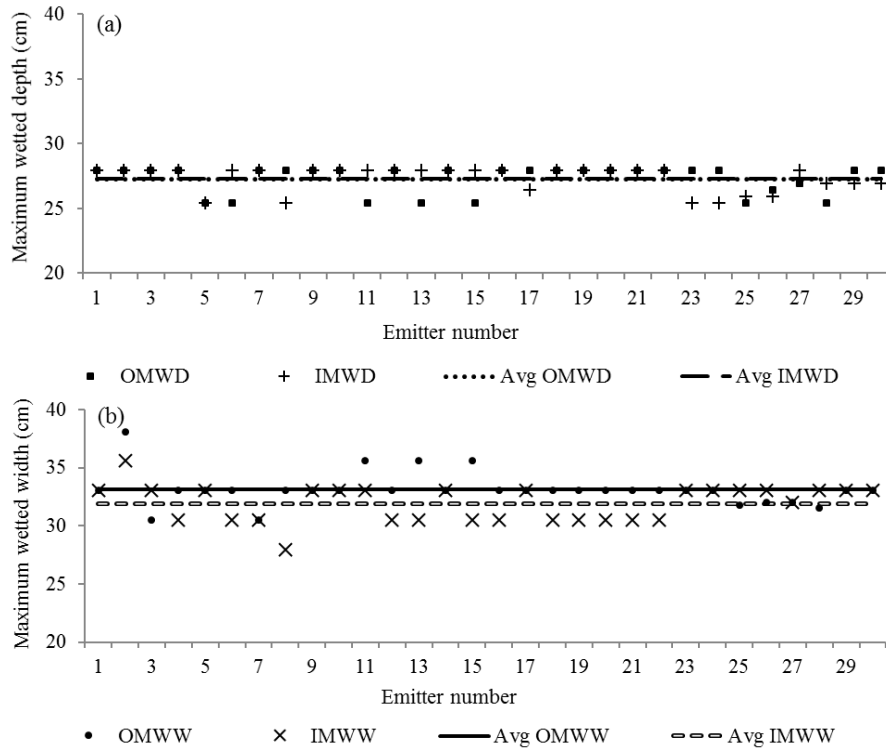 (a)
Maximum wetted depth (cm)
40
35
30
25
20
1 3 5 7 9 11 13 15 17 19 21 23 25 27 29
Emitter number
OMWD IMWD Avg OMWD Avg IMWD
(b)
Maximum wetted width (cm)
40
35
30
25
20
1 3 5 7 9 11 13 15 17 19 21 23 25 27 29
Emitter number
OMWW IMWW Avg OMWW Avg IMWW